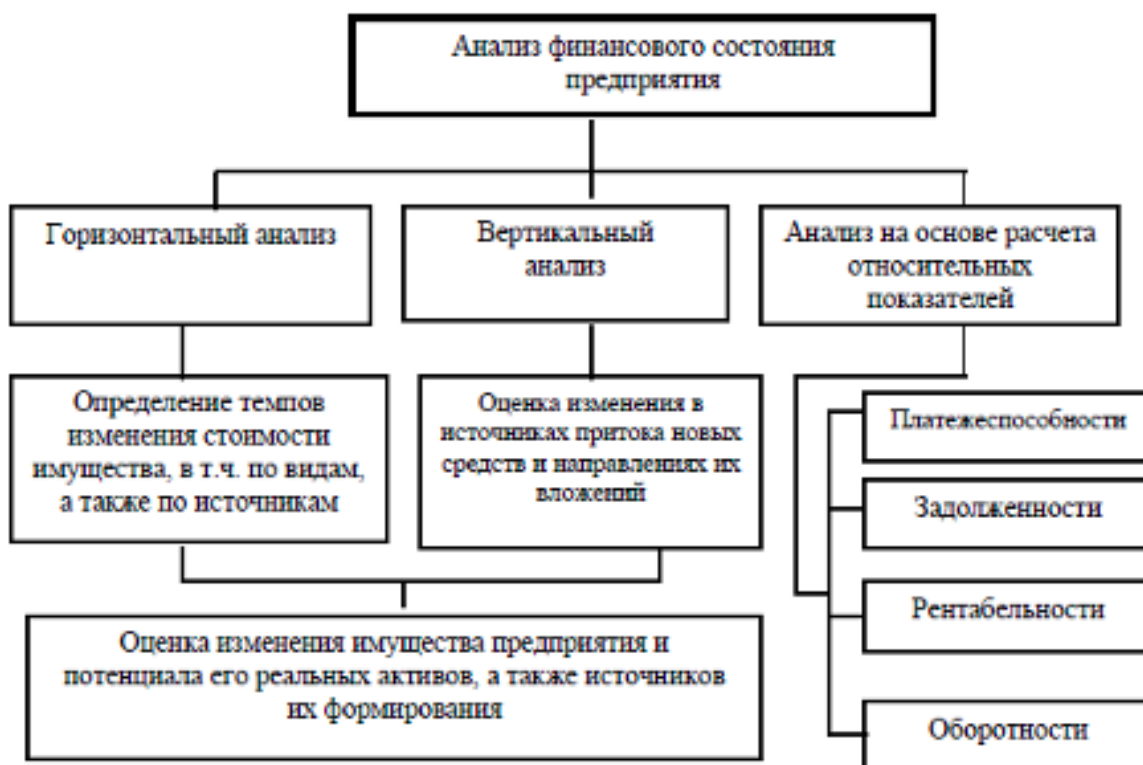 Анализ финансового состояния
предприятия
Горизонтальный анализ
Вертикальный
анализ
Анализ на основе расчета
относительных
показателей
Определение темпов
изменения стоимости
имущества, в т.ч. по видам,
а также по источникам
Оценка изменения в
источниках притока новых
средств и направлениях их
вложений
Платежеспособности
Задолженности
Рентабельности
Оборотности
Оценка изменения имущества предприятия и
потенциала его реальных активов, а также источников
их формирования